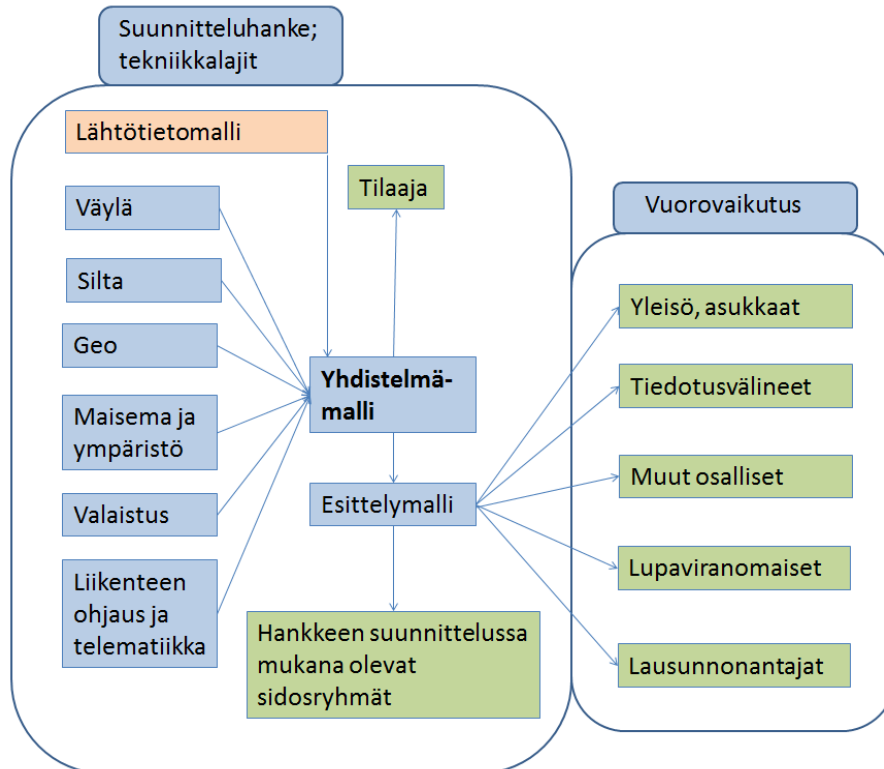 Suunnitteluhanke;
tekniikkalajit
Lähtötietomalli
Tilaaja
Väylä
Silta
Geo
Maisema ja
ympäristö
Valaistus
Liikenteen
ohjaus ja
telematiikka
Yhdistelmä-
malli
Esittelymalli
Hankkeen suunnittelussa
mukana olevat
sidosryhmät
Vuorovaikutus
Yleisö, asukkaat
Tiedotusvälineet
Muut osalliset
Lupaviranomaiset
Lausunnonantajat